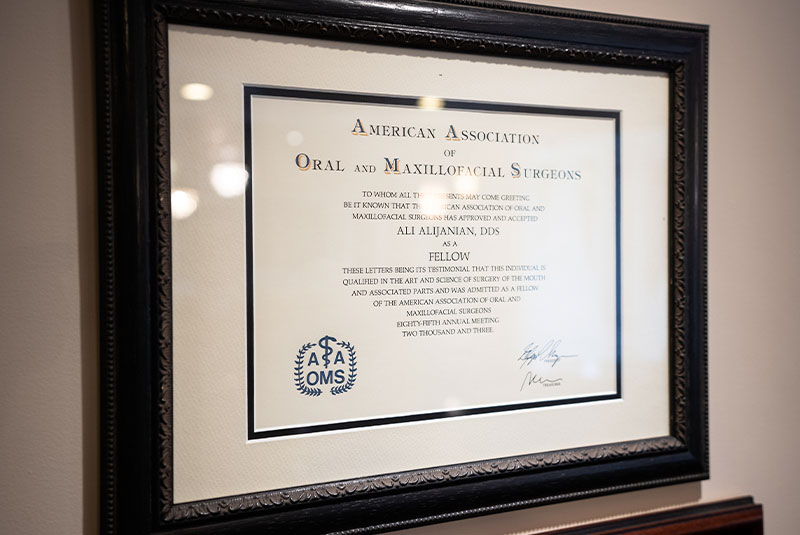 AMERICAN ASSOCIATION
OF
ORAL AND MAXILLOFACIAL SURGEONS
TO WHOM ALL THESE PRESENTS MAY COME GREETING
BE IT KNOWN THAT THE AMERICAN ASSOCIATION OF ORAL AND
MAXILLOFACIAL SURGEONS HAS APPROVED AND ACCEPTED
ALI ALIJANIAN, DDS
AS A
FELLOW
THESE LETTERS BEING ITS TESTIMONIAL THAT THIS INDIVIDUAL IS
QUALIFIED IN THE ART AND SCIENCE OF SURGERY OF THE MOUTH
AND ASSOCIATED PARTS AND WAS ADMITTED AS A FELLOW
OF THE AMERICAN ASSOCIATION OF ORAL AND
MAXILLOFACIAL SURGEONS
EIGHTY-FIFTH ANNUAL MEETING
TWO THOUSAND AND THREE.
A A
OMS